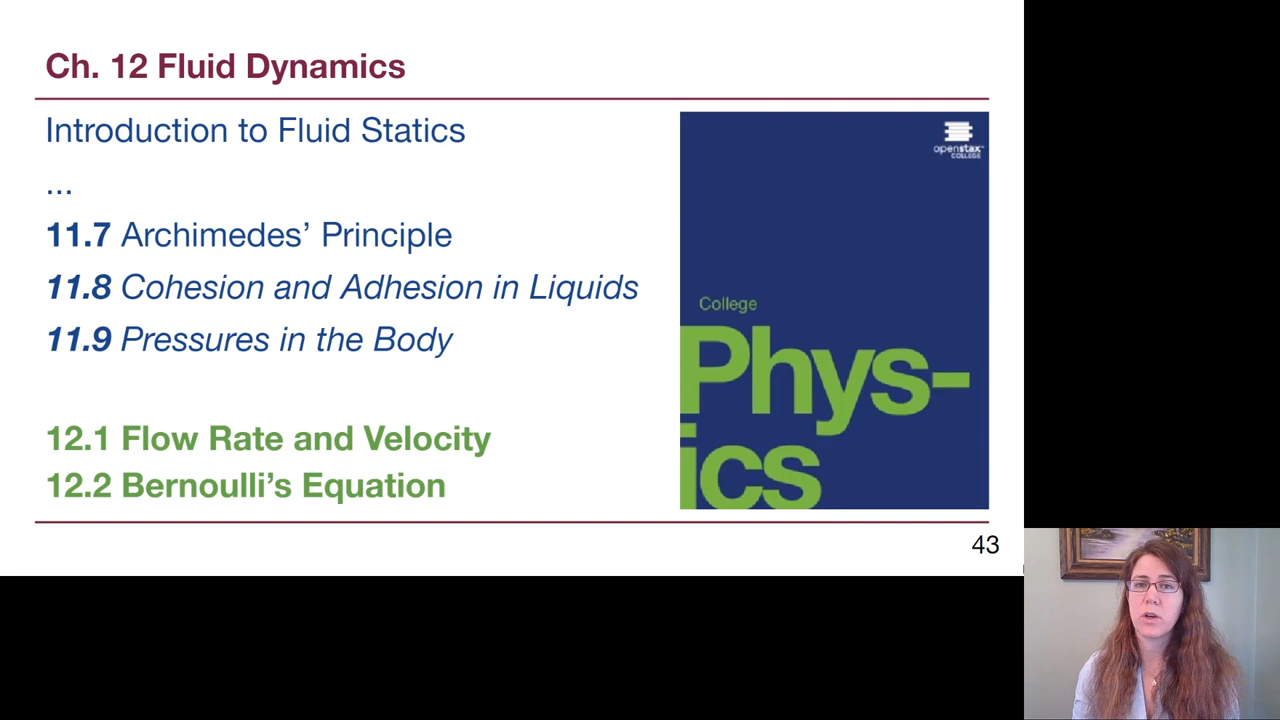 Ch. 12 Fluid Dynamics
Introduction to Fluid Statics
...
11.7 Archimedes’ Principle
11.8 Cohesion and Adhesion in Liquids
11.9 Pressures in the Body
12.1 Flow Rate and Velocity
12.2 Bernoulli’s Equation
openstax™
COLLEGE
College
Phys-
ics
43